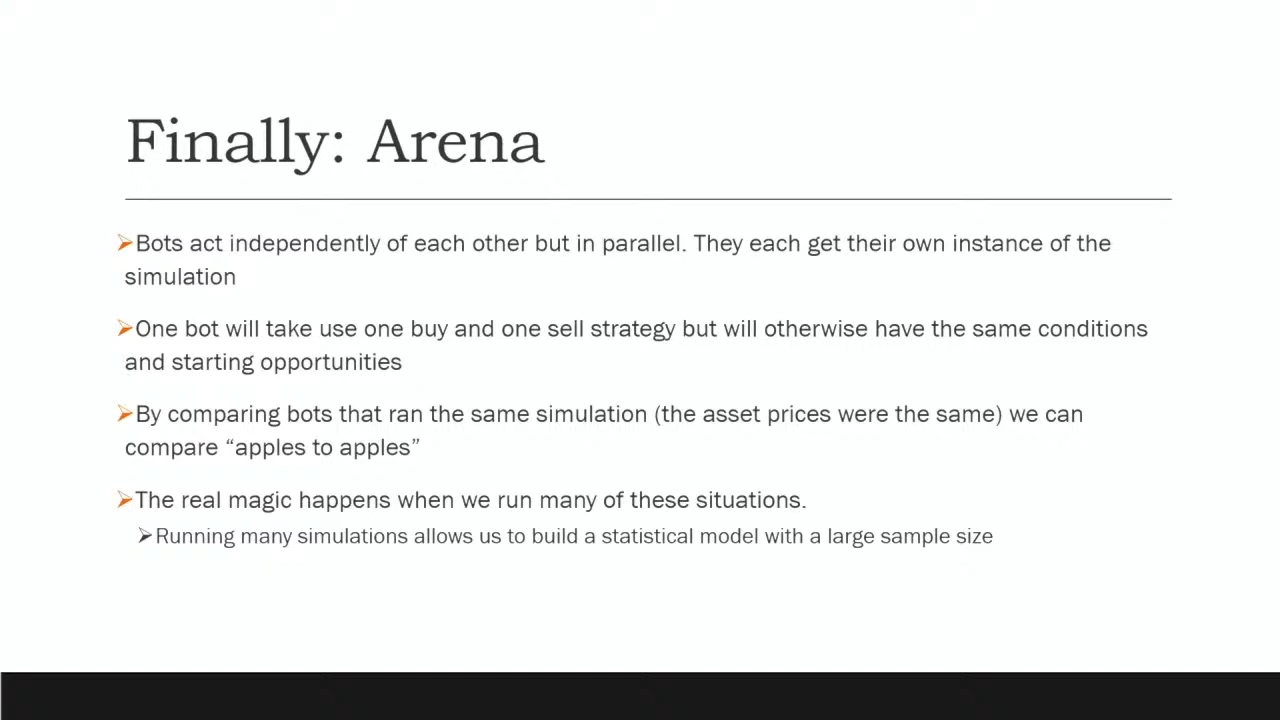 Finally: Arena
Bots act independently of each other but in parallel. They each get their own instance of the
simulation
One bot will take use one buy and one sell strategy but will otherwise have the same conditions
and starting opportunities
By comparing bots that ran the same simulation (the asset prices were the same) we can
compare “apples to apples”
The real magic happens when we run many of these situations.
Running many simulations allows us to build a statistical model with a large sample size